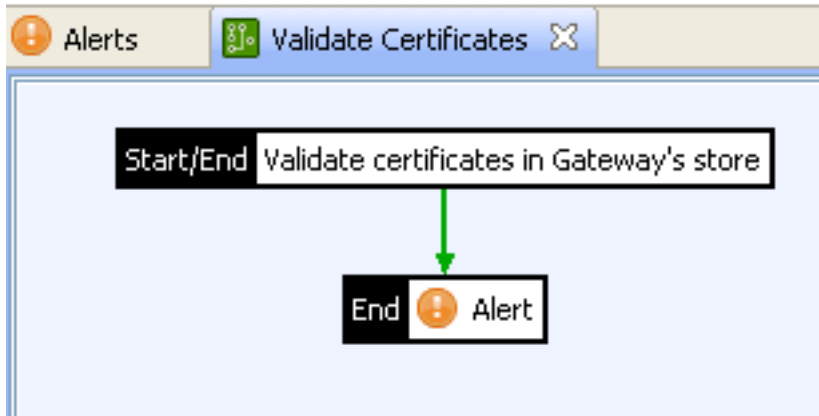 Alerts
Validate Certificates
Start/End Validate certificates in Gateway's store
End Alert